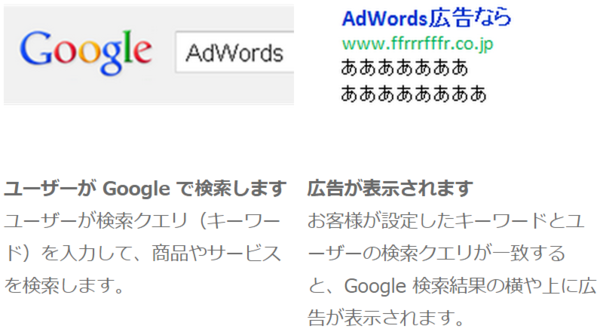 Google
AdWords
AdWords広告なら
www.ffrrrfffr.co.jp
あああああああ
ああああああああ
ユーザーが Google で検索します
ユーザーが検索クエリ（キーワー
ド）を入力して、商品やサービス
を検索します。
広告が表示されます
お客様が設定したキーワードとユ
ーザーの検索クエリが一致する
と、Google 検索結果の横や上に広
告が表示されます。